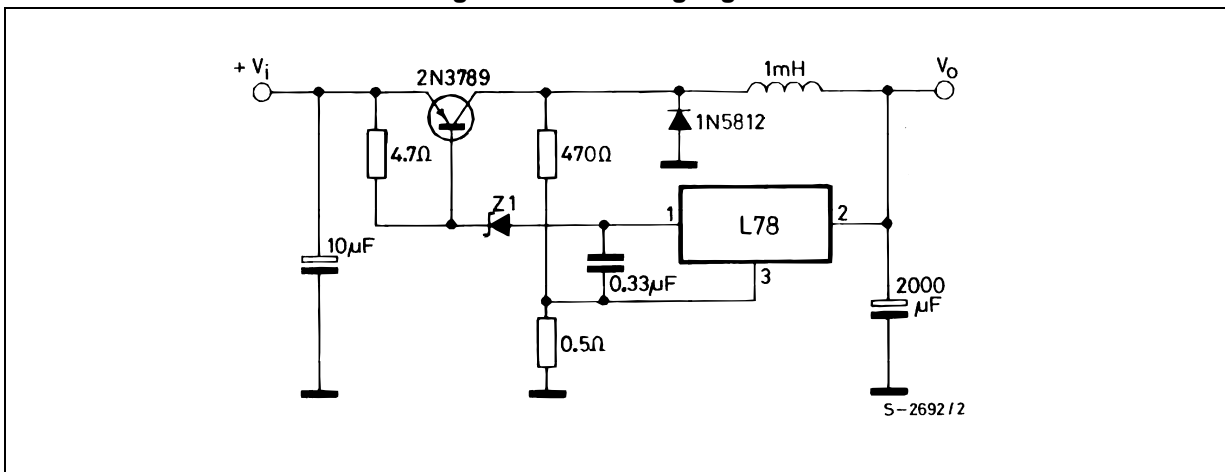 + Vi
2N3789
1mH
Vo
1N5812
4.7Ω
470Ω
Z1
1
L78
2
10µF
0.33µF
3
2000
µF
0.5Ω
S-2692/2